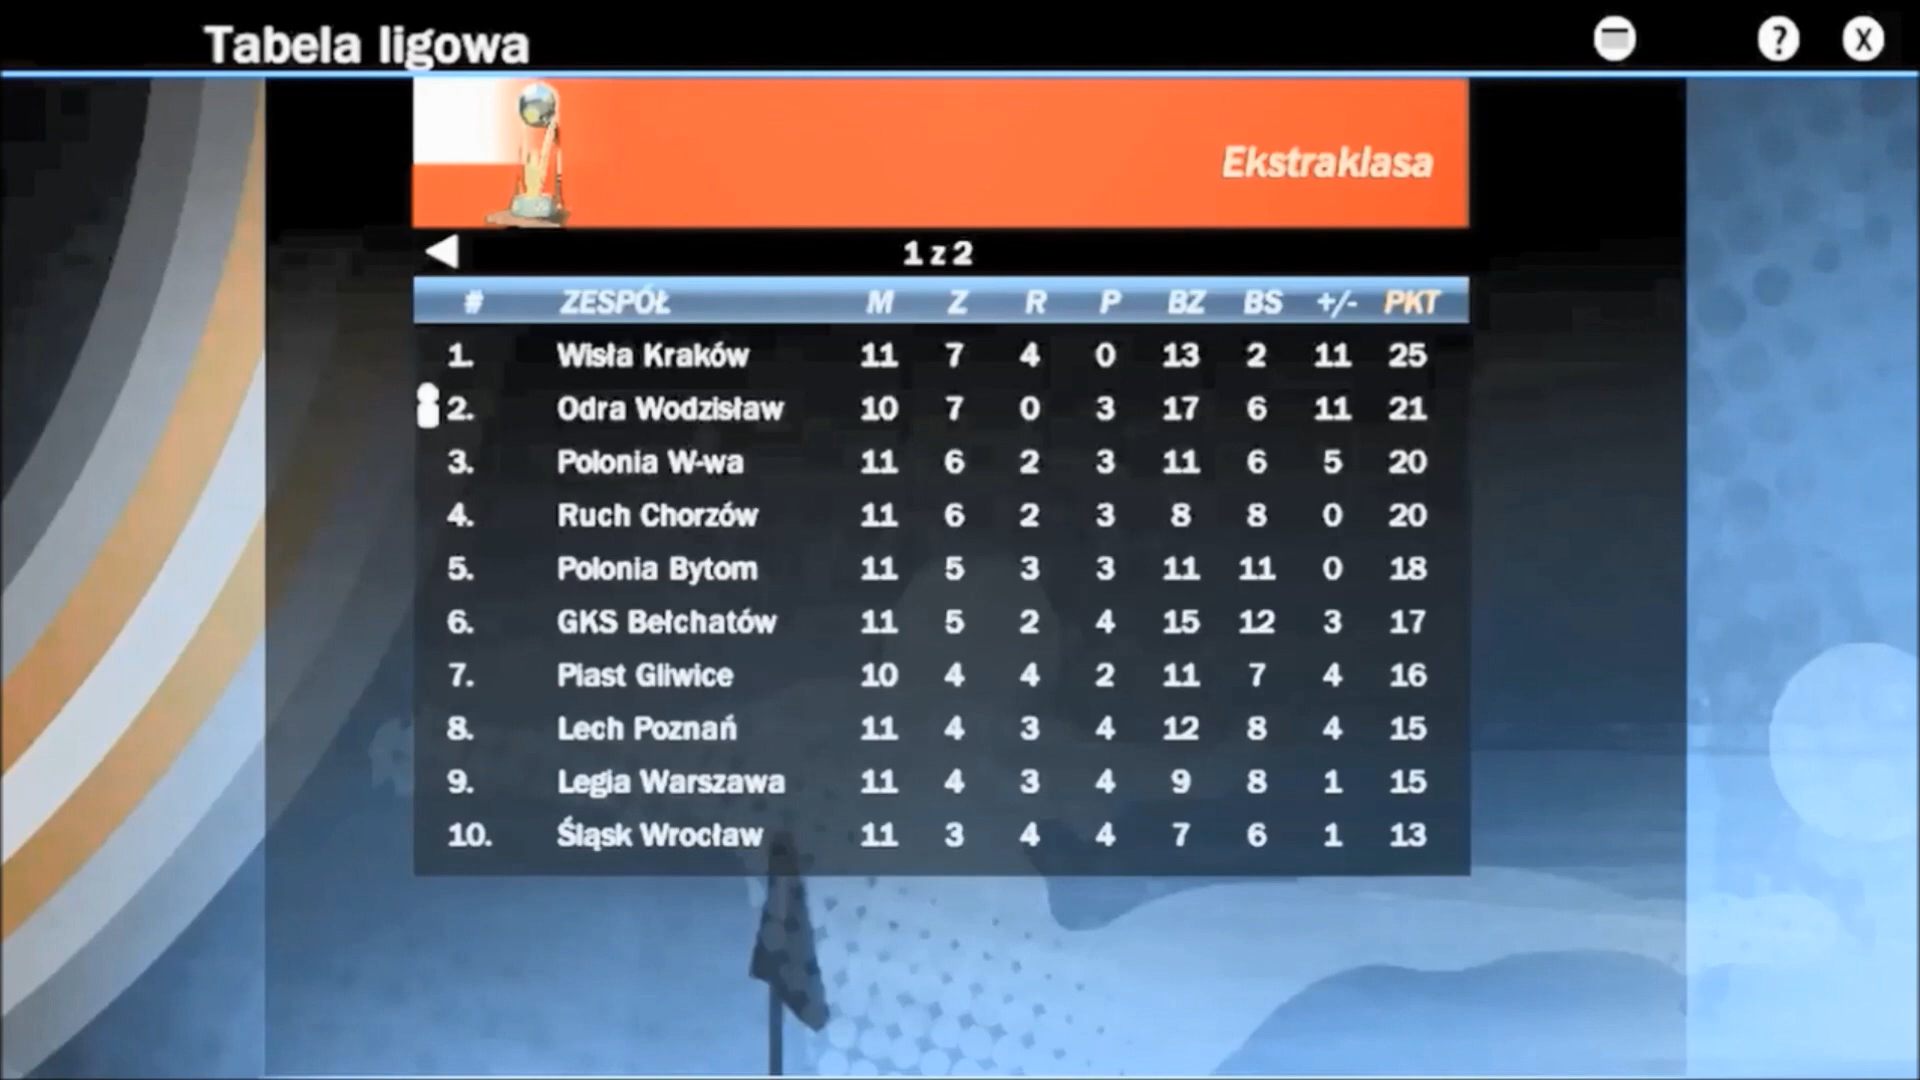 Tabela ligowa
? X
Ekstraklasa
1 z 2
# ZESPÓŁ M Z R P BZ BS +/- PKT
1. Wisła Kraków 11 7 4 0 13 2 11 25
2. Odra Wodzisław 10 7 0 3 17 6 11 21
3. Polonia W-wa 11 6 2 3 11 6 5 20
4. Ruch Chorzów 11 6 2 3 8 8 0 20
5. Polonia Bytom 11 5 3 3 11 11 0 18
6. GKS Bełchatów 11 5 2 4 15 12 3 17
7. Piast Gliwice 10 4 4 2 11 7 4 16
8. Lech Poznań 11 4 3 4 12 8 4 15
9. Legia Warszawa 11 4 3 4 9 8 1 15
10. Śląsk Wrocław 11 3 4 4 7 6 1 13